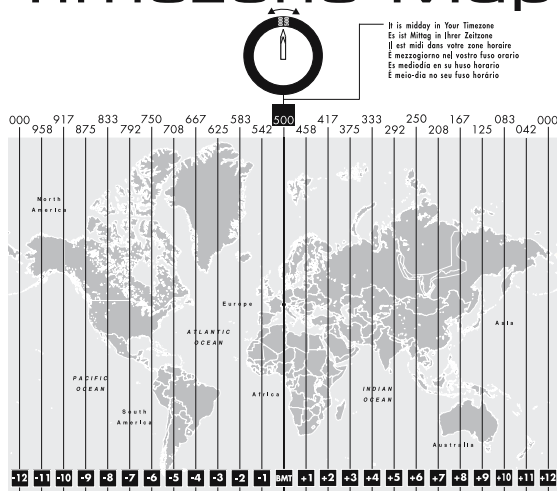 Timezone Map
It is midday in Your Timezone
Es ist Mittag in Ihrer Zeitzone
Il est midi dans votre zone horaire
È mezzogiorno nel vostro fuso orario
Es mediodia en su huso horario
É meio-dia no seu fuso horário
000 917 833 750 667 583 500 417 333 250 167 083 000
958 875 792 708 625 542 458 375 292 208 125 042
North
America
Europe
Asia
ATLANTIC
OCEAN
PACIFIC
OCEAN
Africa
INDIAN
OCEAN
South
America
Australia
-12 -11 -10 -9 -8 -7 -6 -5 -4 -3 -2 -1 BMT +1 +2 +3 +4 +5 +6 +7 +8 +9 +10 +11 +12